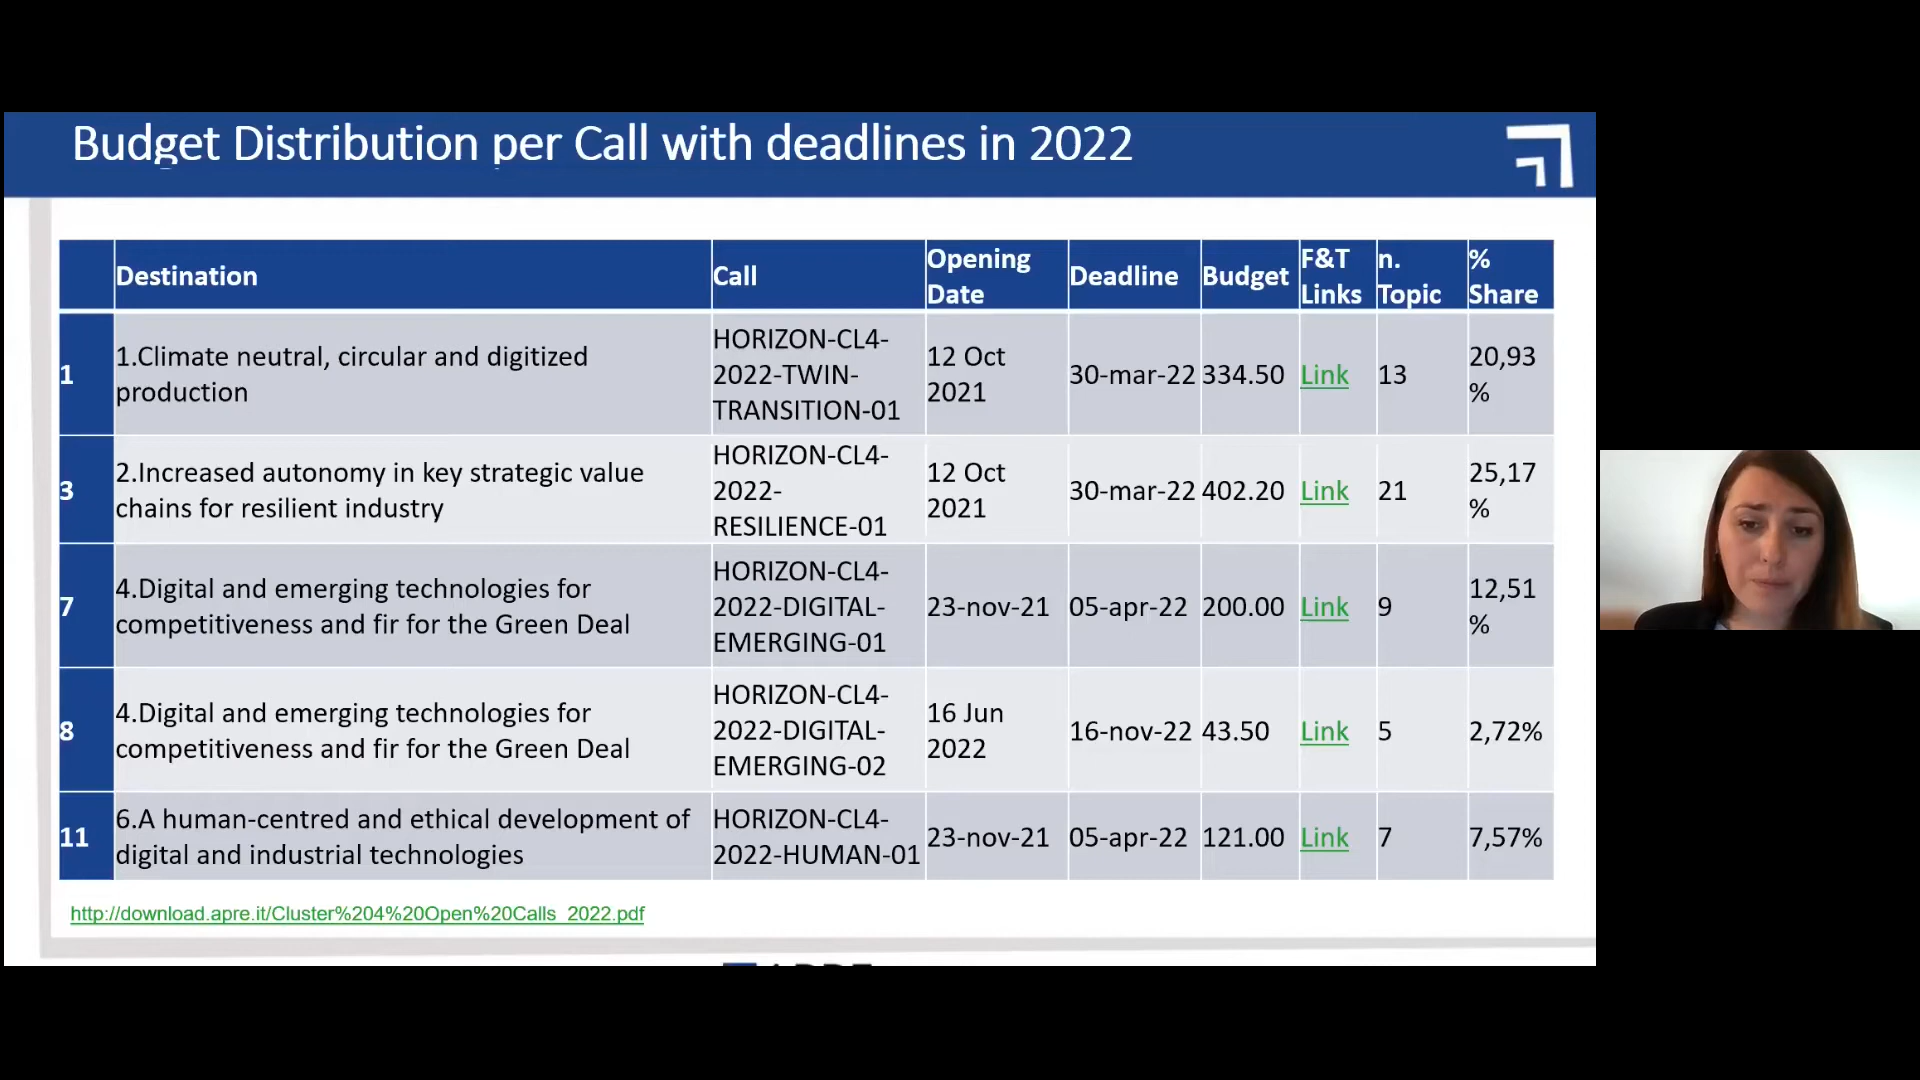 Budget Distribution per Call with deadlines in 2022
Destination
Call
Opening
Date
Deadline
Budget
F&T
Links
n.
Topic
%
Share
1
1.Climate neutral, circular and digitized
production
HORIZON-CL4-
2022-TWIN-
TRANSITION-01
12 Oct
2021
30-mar-22
334.50
Link
13
20,93
%
3
2.Increased autonomy in key strategic value
chains for resilient industry
HORIZON-CL4-
2022-
RESILIENCE-01
12 Oct
2021
30-mar-22
402.20
Link
21
25,17
%
7
4.Digital and emerging technologies for
competitiveness and fir for the Green Deal
HORIZON-CL4-
2022-DIGITAL-
EMERGING-01
23-nov-21
05-apr-22
200.00
Link
9
12,51
%
8
4.Digital and emerging technologies for
competitiveness and fir for the Green Deal
HORIZON-CL4-
2022-DIGITAL-
EMERGING-02
16 Jun
2022
16-nov-22
43.50
Link
5
2,72%
11
6.A human-centred and ethical development of
digital and industrial technologies
HORIZON-CL4-
2022-HUMAN-01
23-nov-21
05-apr-22
121.00
Link
7
7,57%
http://download.apre.it/Cluster%204%20Open%20Calls_2022.pdf